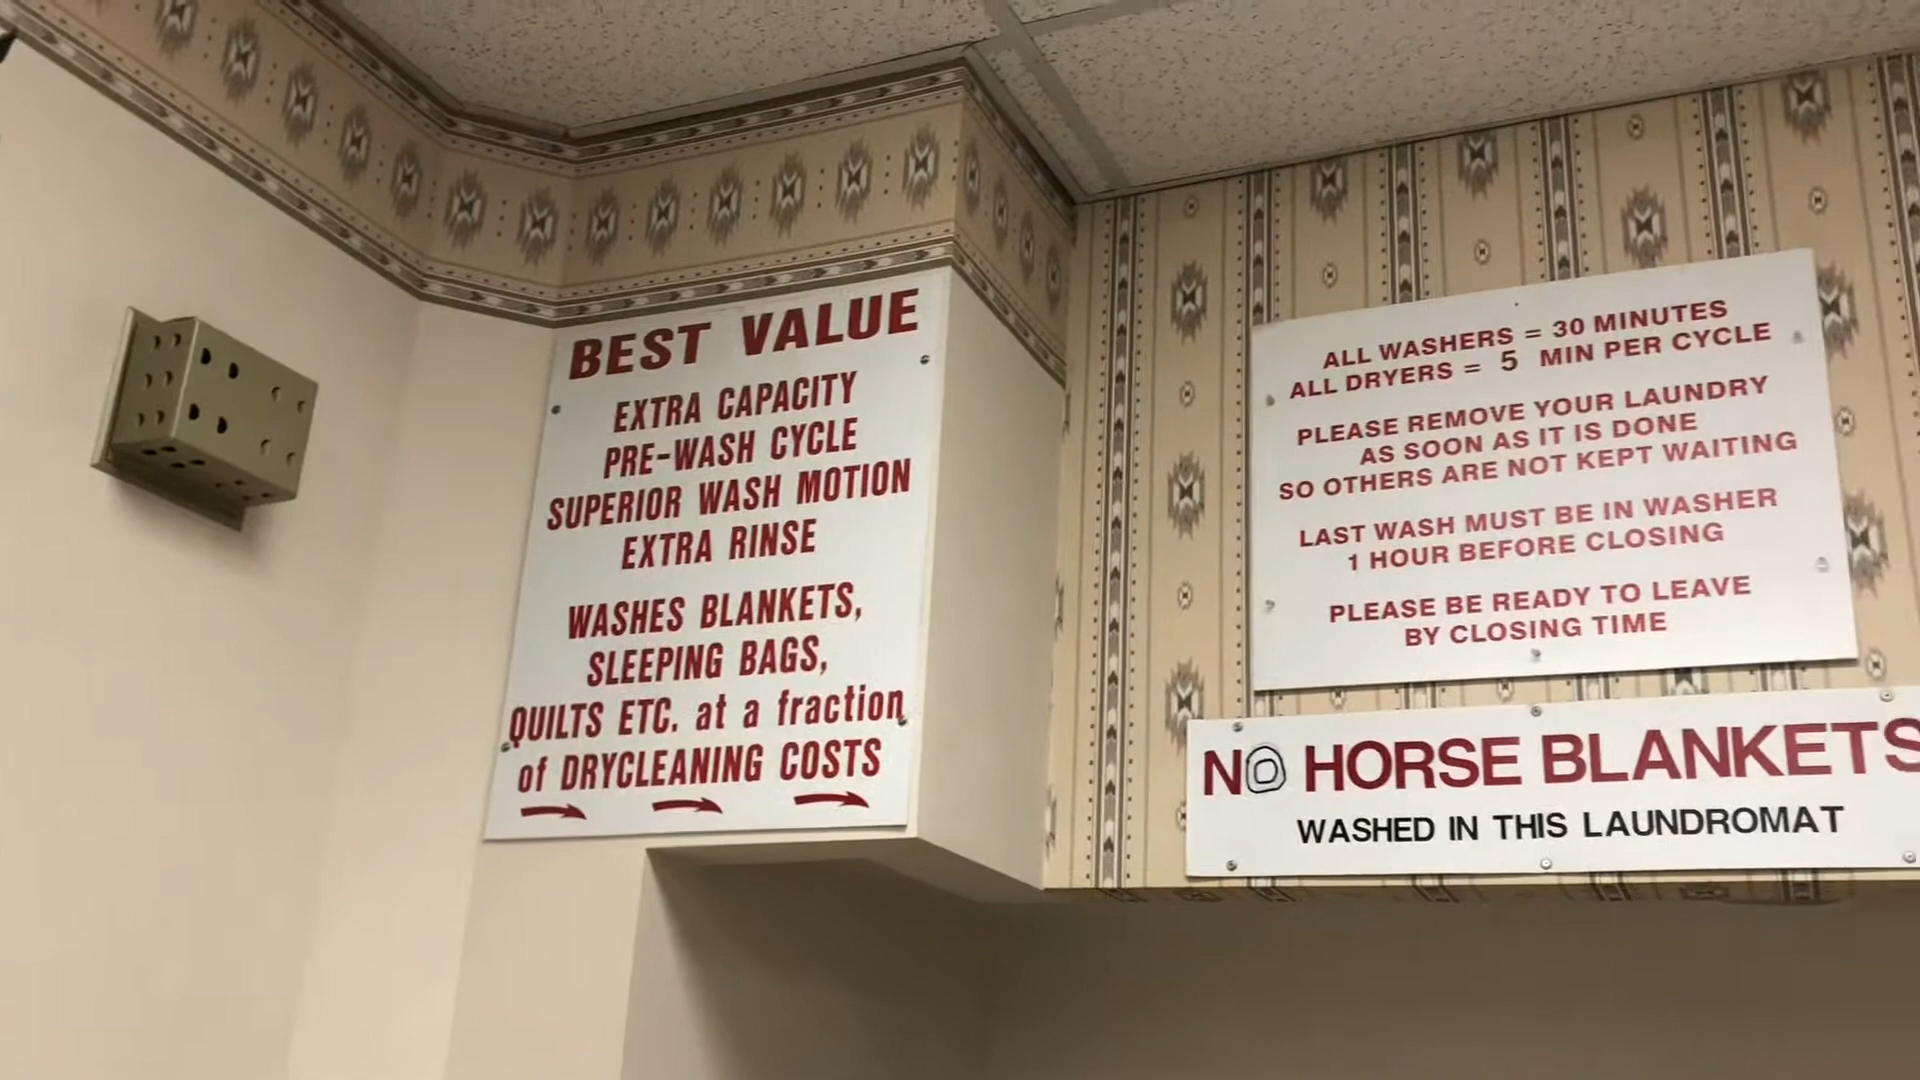 BEST VALUE
EXTRA CAPACITY
PRE-WASH CYCLE
SUPERIOR WASH MOTION
EXTRA RINSE
WASHES BLANKETS,
SLEEPING BAGS,
QUILTS ETC. at a fraction
of DRYCLEANING COSTS
ALL WASHERS = 30 MINUTES
ALL DRYERS = 5 MIN PER CYCLE
PLEASE REMOVE YOUR LAUNDRY
AS SOON AS IT IS DONE
SO OTHERS ARE NOT KEPT WAITING
LAST WASH MUST BE IN WASHER
1 HOUR BEFORE CLOSING
PLEASE BE READY TO LEAVE
BY CLOSING TIME
NO HORSE BLANKETS
WASHED IN THIS LAUNDROMAT